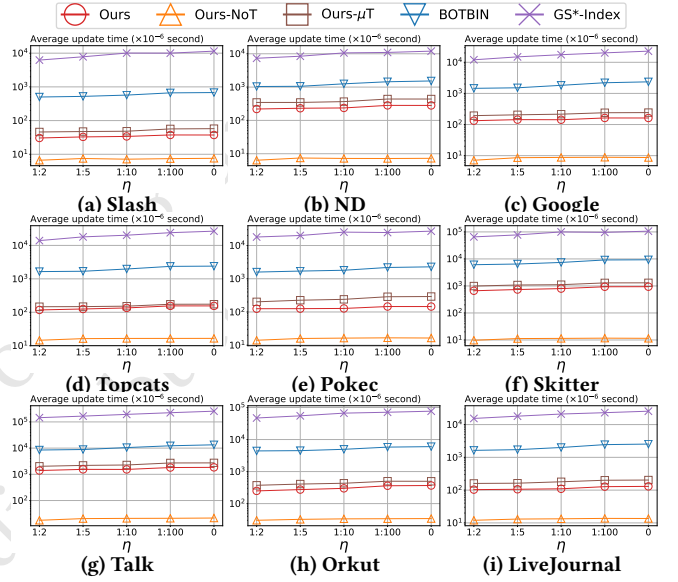 Ours Ours-NoT Ours-μT BOTBIN GS*-Index
Average update time (×10⁻⁶ second) Average update time (×10⁻⁶ second) Average update time (×10⁻⁶ second)
10⁴ 10⁴ 10⁴
10³ 10³ 10³
10² 10² 10²
10¹ 10¹ 10¹
1:2 1:5 1:10 1:100 0 1:2 1:5 1:10 1:100 0 1:2 1:5 1:10 1:100 0
η η η
(a) Slash (b) ND (c) Google
Average update time (×10⁻⁶ second) Average update time (×10⁻⁶ second) Average update time (×10⁻⁶ second)
10⁴ 10⁴ 10⁵
10³ 10³ 10⁴
10² 10² 10³
10¹ 10¹ 10²
10¹
1:2 1:5 1:10 1:100 0 1:2 1:5 1:10 1:100 0 1:2 1:5 1:10 1:100 0
(d) Topcats (e) Pokec (f) Skitter
Average update time (×10⁻⁶ second) Average update time (×10⁻⁶ second) Average update time (×10⁻⁶ second)
10⁵ 10⁵ 10⁴
10⁴ 10⁴ 10³
10³ 10³ 10²
10² 10² 10¹
1:2 1:5 1:10 1:100 0 1:2 1:5 1:10 1:100 0 1:2 1:5 1:10 1:100 0
η η η
(g) Talk (h) Orkut (i) LiveJournal